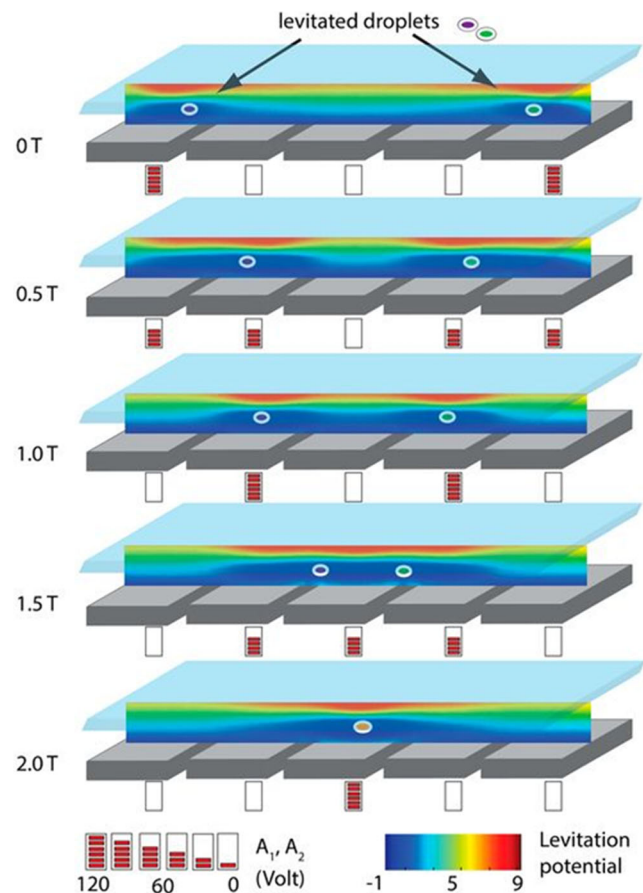 levitated droplets
0 T
0.5 T
1.0 T
1.5 T
2.0 T
120 60 0
A₁, A₂
(Volt)
-1 5 9
Levitation
potential